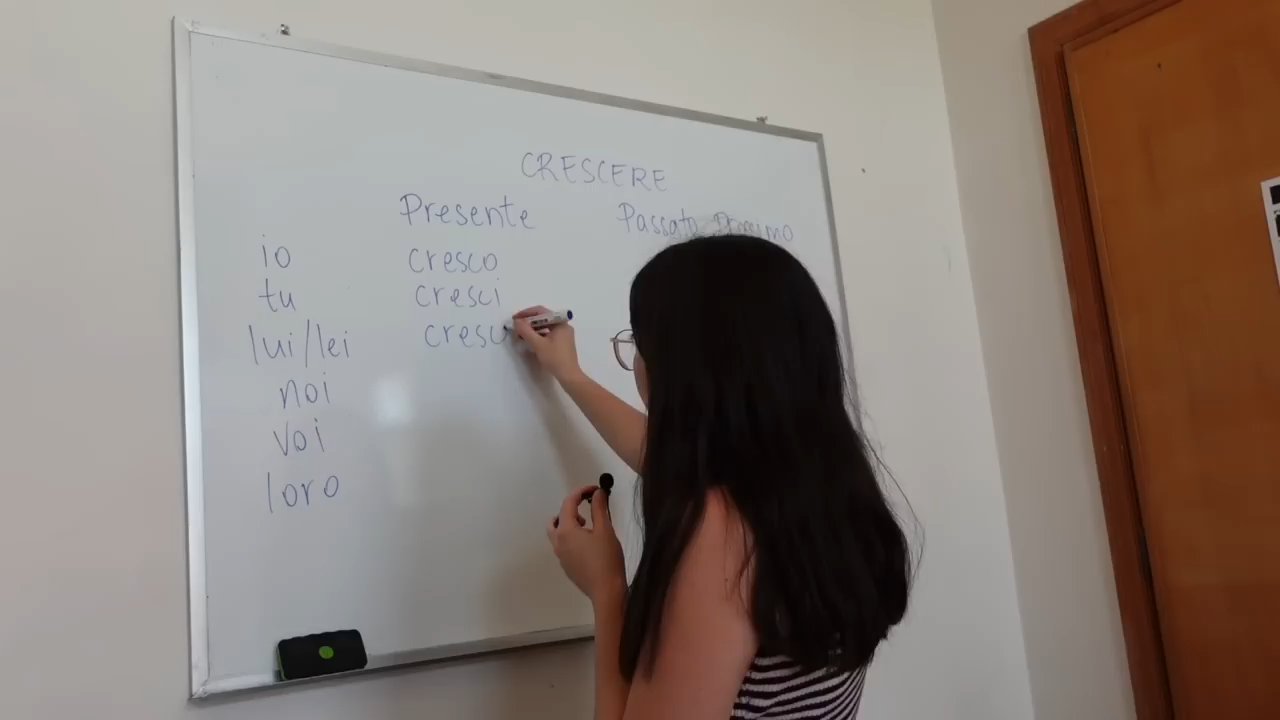 CRESCERE
Presente Passato
io cresco
tu cresci
lui/lei
noi
voi
loro